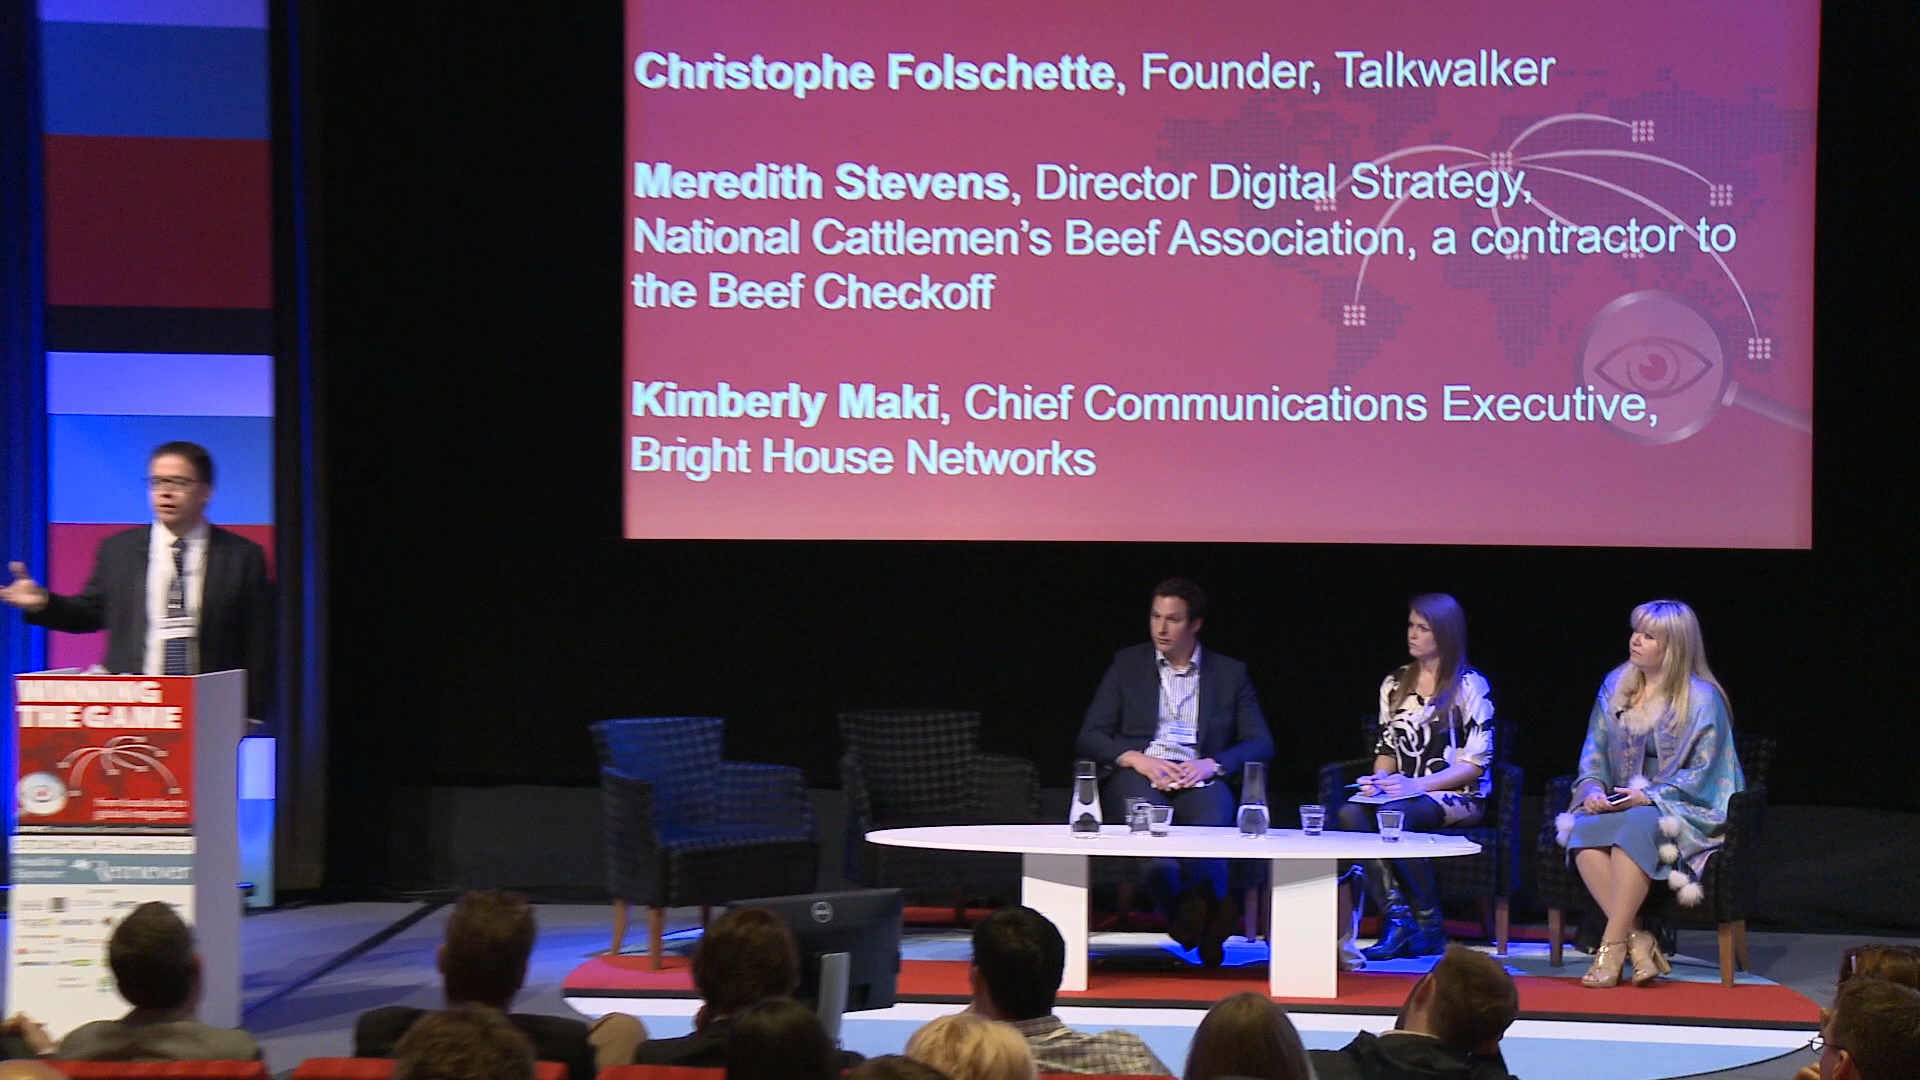 Christophe Folschette, Founder, Talkwalker
Meredith Stevens, Director Digital Strategy,
National Cattlemen's Beef Association, a contractor to
the Beef Checkoff
Kimberly Maki, Chief Communications Executive,
Bright House Networks
WINNING
THE GAME
DELL